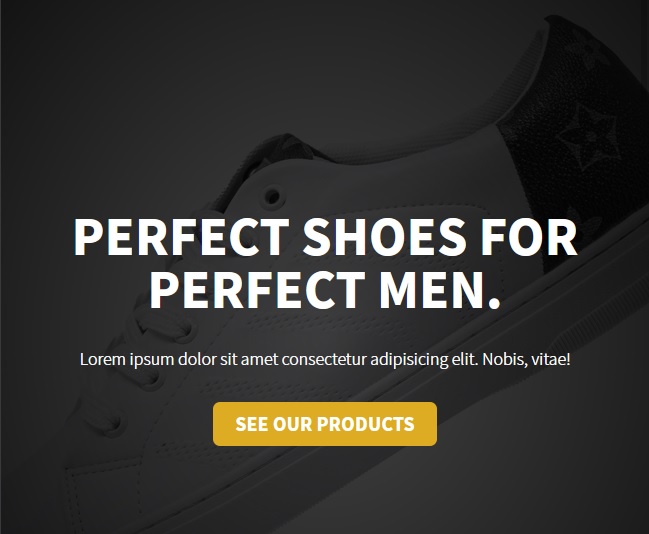 PERFECT SHOES FOR
PERFECT MEN.
Lorem ipsum dolor sit amet consectetur adipisicing elit. Nobis, vitae!
SEE OUR PRODUCTS